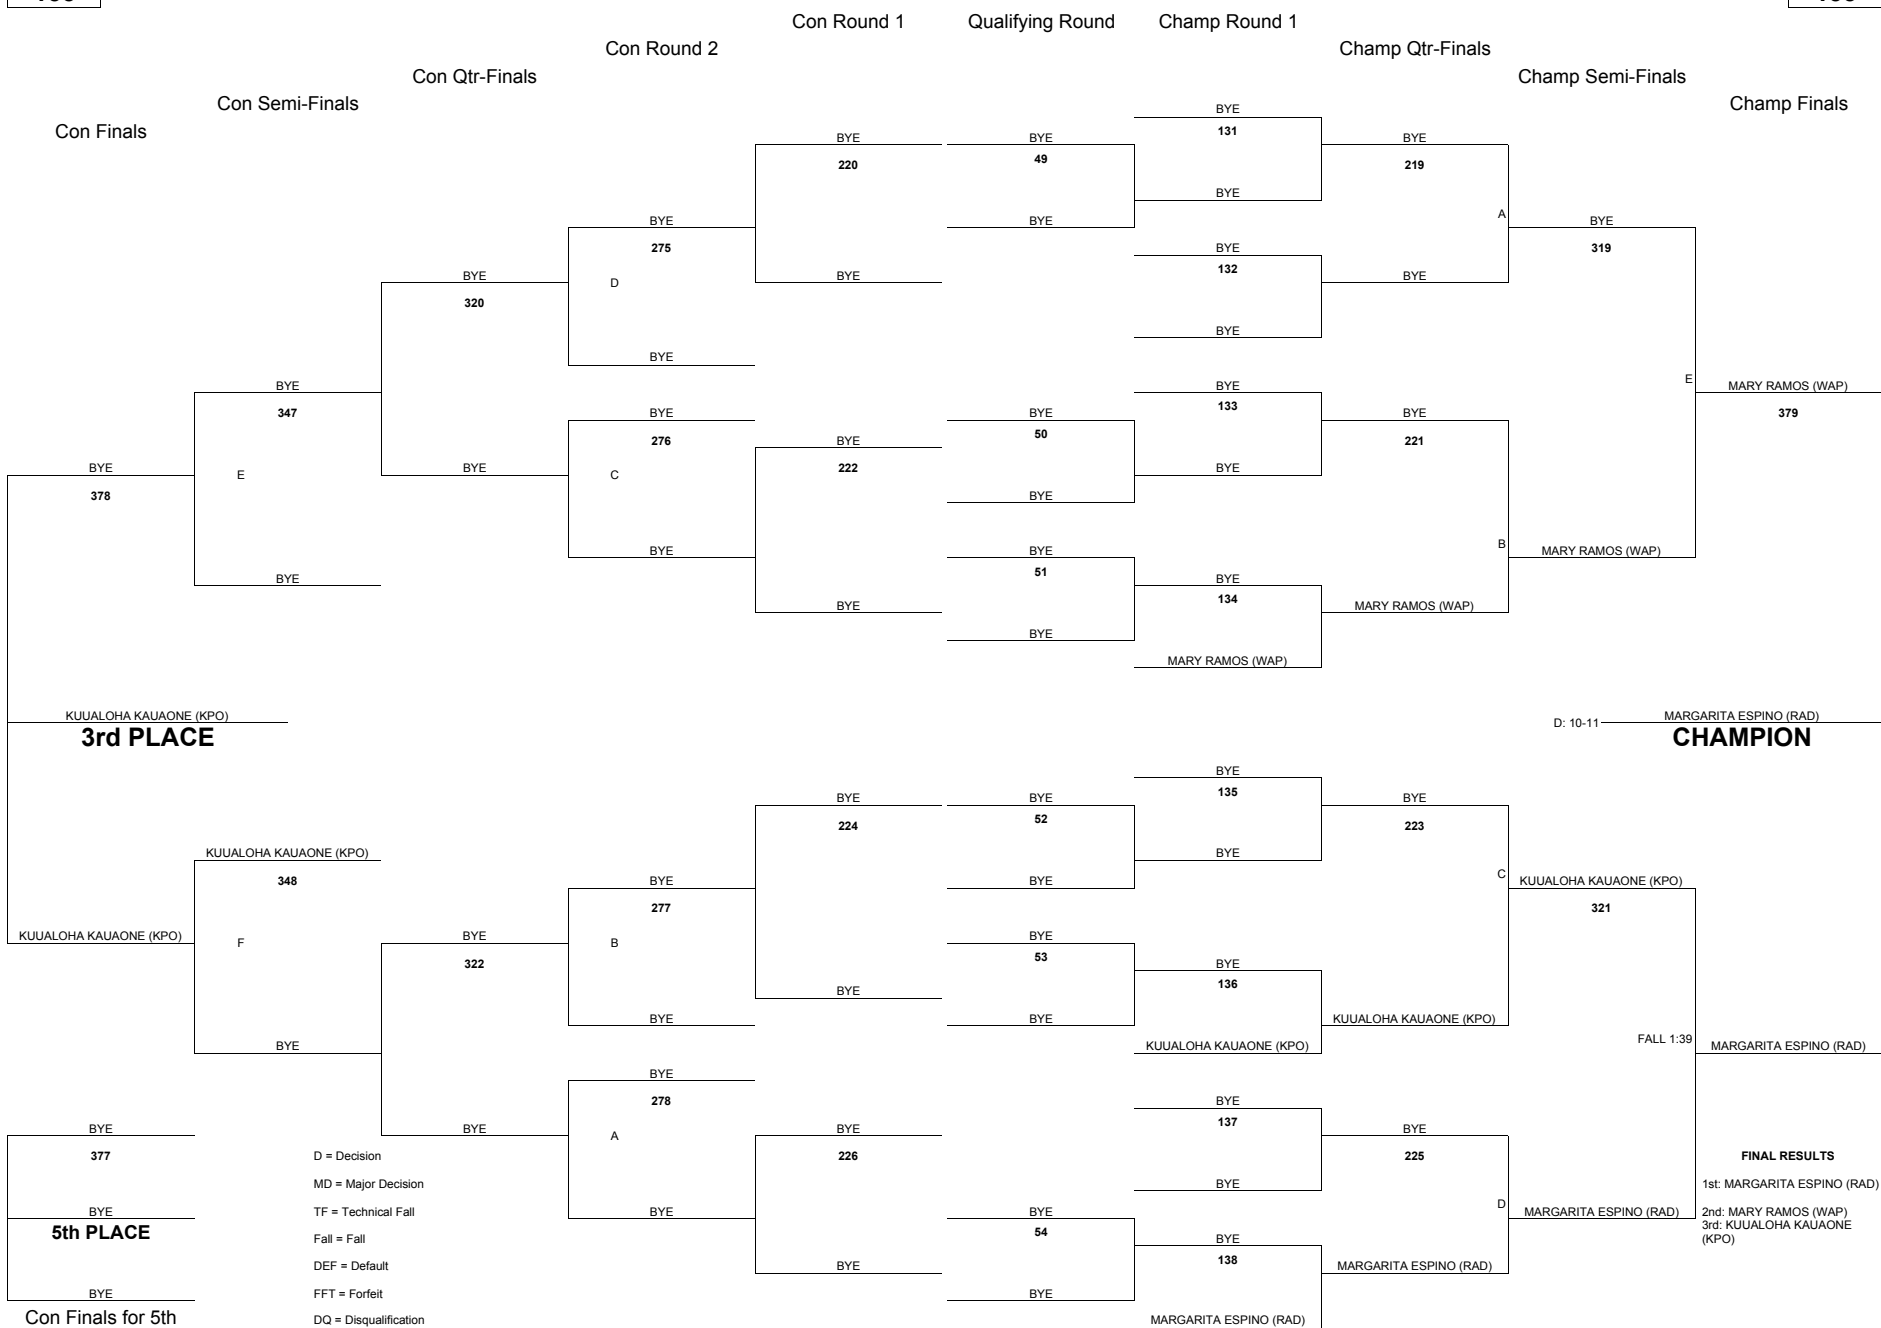 Con Round 1 Qualifying Round Champ Round 1
Con Round 2 Champ Qtr-Finals
Con Qtr-Finals Champ Semi-Finals
Con Semi-Finals Champ Finals
BYE
Con Finals
131
BYE BYE BYE
220 49 219
BYE
A
BYE BYE BYE
275 319
BYE
132
BYE BYE BYE
D
320
BYE
BYE
E
BYE BYE MARY RAMOS (WAP)
347 133 379
BYE BYE BYE
276 50 221
BYE
BYE BYE BYE BYE
E C 222
378
BYE
B
BYE BYE MARY RAMOS (WAP)
51
BYE BYE
134
BYE MARY RAMOS (WAP)
BYE
MARY RAMOS (WAP)
KUUALOHA KAUAONE (KPO) MARGARITA ESPINO (RAD)
D: 10-11
3rd PLACE CHAMPION
BYE
135
BYE BYE BYE
224 52 223
KUUALOHA KAUAONE (KPO) BYE
348
C
BYE BYE KUUALOHA KAUAONE (KPO)
277 321
KUUALOHA KAUAONE (KPO) BYE BYE
F B
322 53
BYE
136
BYE
BYE BYE KUUALOHA KAUAONE (KPO)
FALL 1:39
BYE KUUALOHA KAUAONE (KPO) MARGARITA ESPINO (RAD)
BYE
278 BYE
137
BYE BYE BYE BYE
A
377 D = Decision 226 225 FINAL RESULTS
MD = Major Decision BYE 1st: MARGARITA ESPINO (RAD)
D
BYE TF = Technical Fall BYE BYE MARGARITA ESPINO (RAD) 2nd: MARY RAMOS (WAP)
5th PLACE 54 3rd: KUUALOHA KAUAONE
Fall = Fall BYE (KPO)
138
DEF = Default BYE MARGARITA ESPINO (RAD)
BYE FFT = Forfeit BYE
Con Finals for 5th DQ = Disqualification MARGARITA ESPINO (RAD)